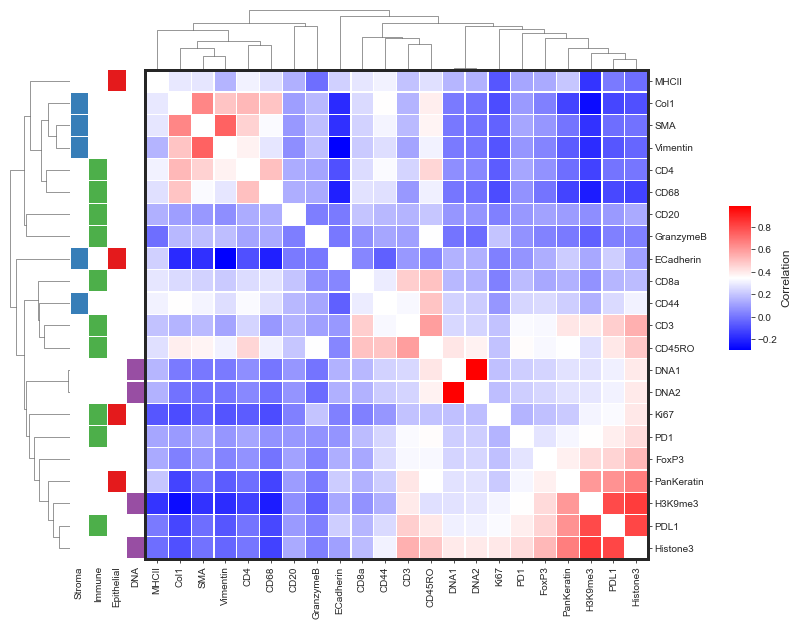 MHCII
Col1
SMA
Vimentin
CD4
CD68
CD20
GranzymeB
ECadherin
CD8a
CD44
CD3
CD45RO
DNA1
DNA2
Ki67
PD1
FoxP3
PanKeratin
H3K9me3
PDL1
Histone3
0.8
0.6
0.4
0.2
0.0
−0.2
Correlation
Stroma
Immune
Epithelial
DNA
MHCII
Col1
SMA
Vimentin
CD4
CD68
CD20
GranzymeB
ECadherin
CD8a
CD44
CD3
CD45RO
DNA1
DNA2
Ki67
PD1
FoxP3
PanKeratin
H3K9me3
PDL1
Histone3